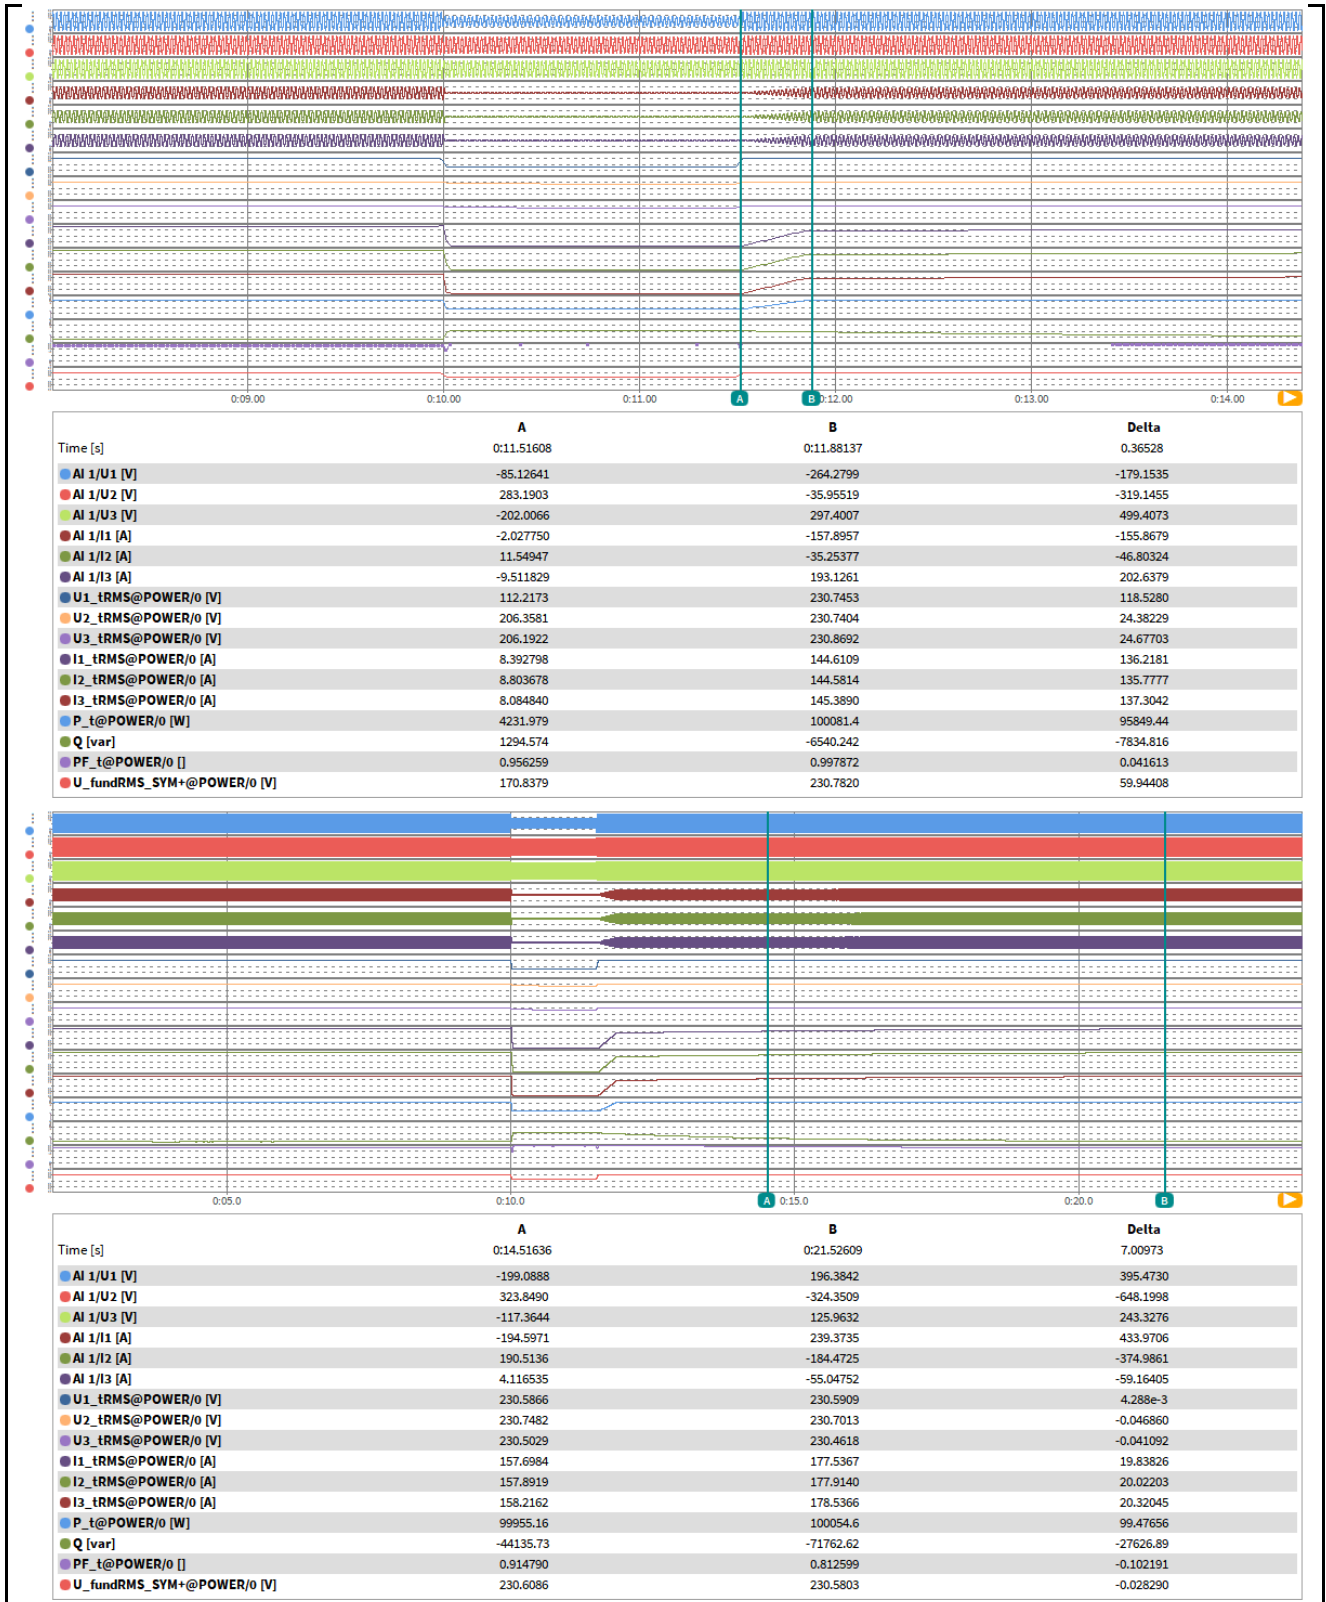 0:09.00 0:10.00 0:11.00 A B 0:12.00 0:13.00 0:14.00
A B Delta
Time [s] 0:11.51608 0:11.88137 0.36528
AI 1/U1 [V] -85.12641 -264.2799 -179.1535
AI 1/U2 [V] 283.1903 -35.95519 -319.1455
AI 1/U3 [V] -202.0066 297.4007 499.4073
AI 1/I1 [A] -2.027750 -157.8957 -155.8679
AI 1/I2 [A] 11.54947 -35.25377 -46.80324
AI 1/I3 [A] -9.511829 193.1261 202.6379
U1_tRMS@POWER/0 [V] 112.2173 230.7453 118.5280
U2_tRMS@POWER/0 [V] 206.3581 230.7404 24.38229
U3_tRMS@POWER/0 [V] 206.1922 230.8692 24.67703
I1_tRMS@POWER/0 [A] 8.392798 144.6109 136.2181
I2_tRMS@POWER/0 [A] 8.803678 144.5814 135.7777
I3_tRMS@POWER/0 [A] 8.084840 145.3890 137.3042
P_t@POWER/0 [W] 4231.979 100081.4 95849.44
Q [var] 1294.574 -6540.242 -7834.816
PF_t@POWER/0 [] 0.956259 0.997872 0.041613
U_fundRMS_SYM+@POWER/0 [V] 170.8379 230.7820 59.94408
0:05.0 0:10.0 A 0:15.0 0:20.0 B
A B Delta
Time [s] 0:14.51636 0:21.52609 7.00973
AI 1/U1 [V] -199.0888 196.3842 395.4730
AI 1/U2 [V] 323.8490 -324.3509 -648.1998
AI 1/U3 [V] -117.3644 125.9632 243.3276
AI 1/I1 [A] -194.5971 239.3735 433.9706
AI 1/I2 [A] 190.5136 -184.4725 -374.9861
AI 1/I3 [A] 4.116535 -55.04752 -59.16405
U1_tRMS@POWER/0 [V] 230.5866 230.5909 4.288e-3
U2_tRMS@POWER/0 [V] 230.7482 230.7013 -0.046860
U3_tRMS@POWER/0 [V] 230.5029 230.4618 -0.041092
I1_tRMS@POWER/0 [A] 157.6984 177.5367 19.83826
I2_tRMS@POWER/0 [A] 157.8919 177.9140 20.02203
I3_tRMS@POWER/0 [A] 158.2162 178.5366 20.32045
P_t@POWER/0 [W] 99955.16 100054.6 99.47656
Q [var] -44135.73 -71762.62 -27626.89
PF_t@POWER/0 [] 0.914790 0.812599 -0.102191
U_fundRMS_SYM+@POWER/0 [V] 230.6086 230.5803 -0.028290